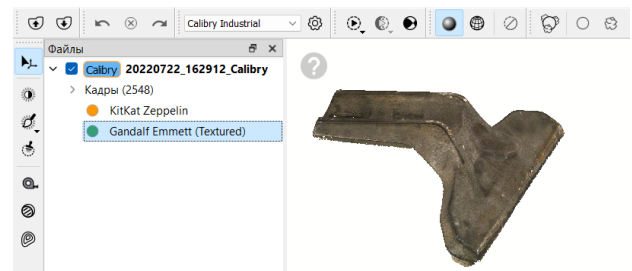 Calibry Industrial
Файлы
Calibry 20220722_162912_Calibry
Кадры (2548)
KitKat Zeppelin
Gandalf Emmett (Textured)
?